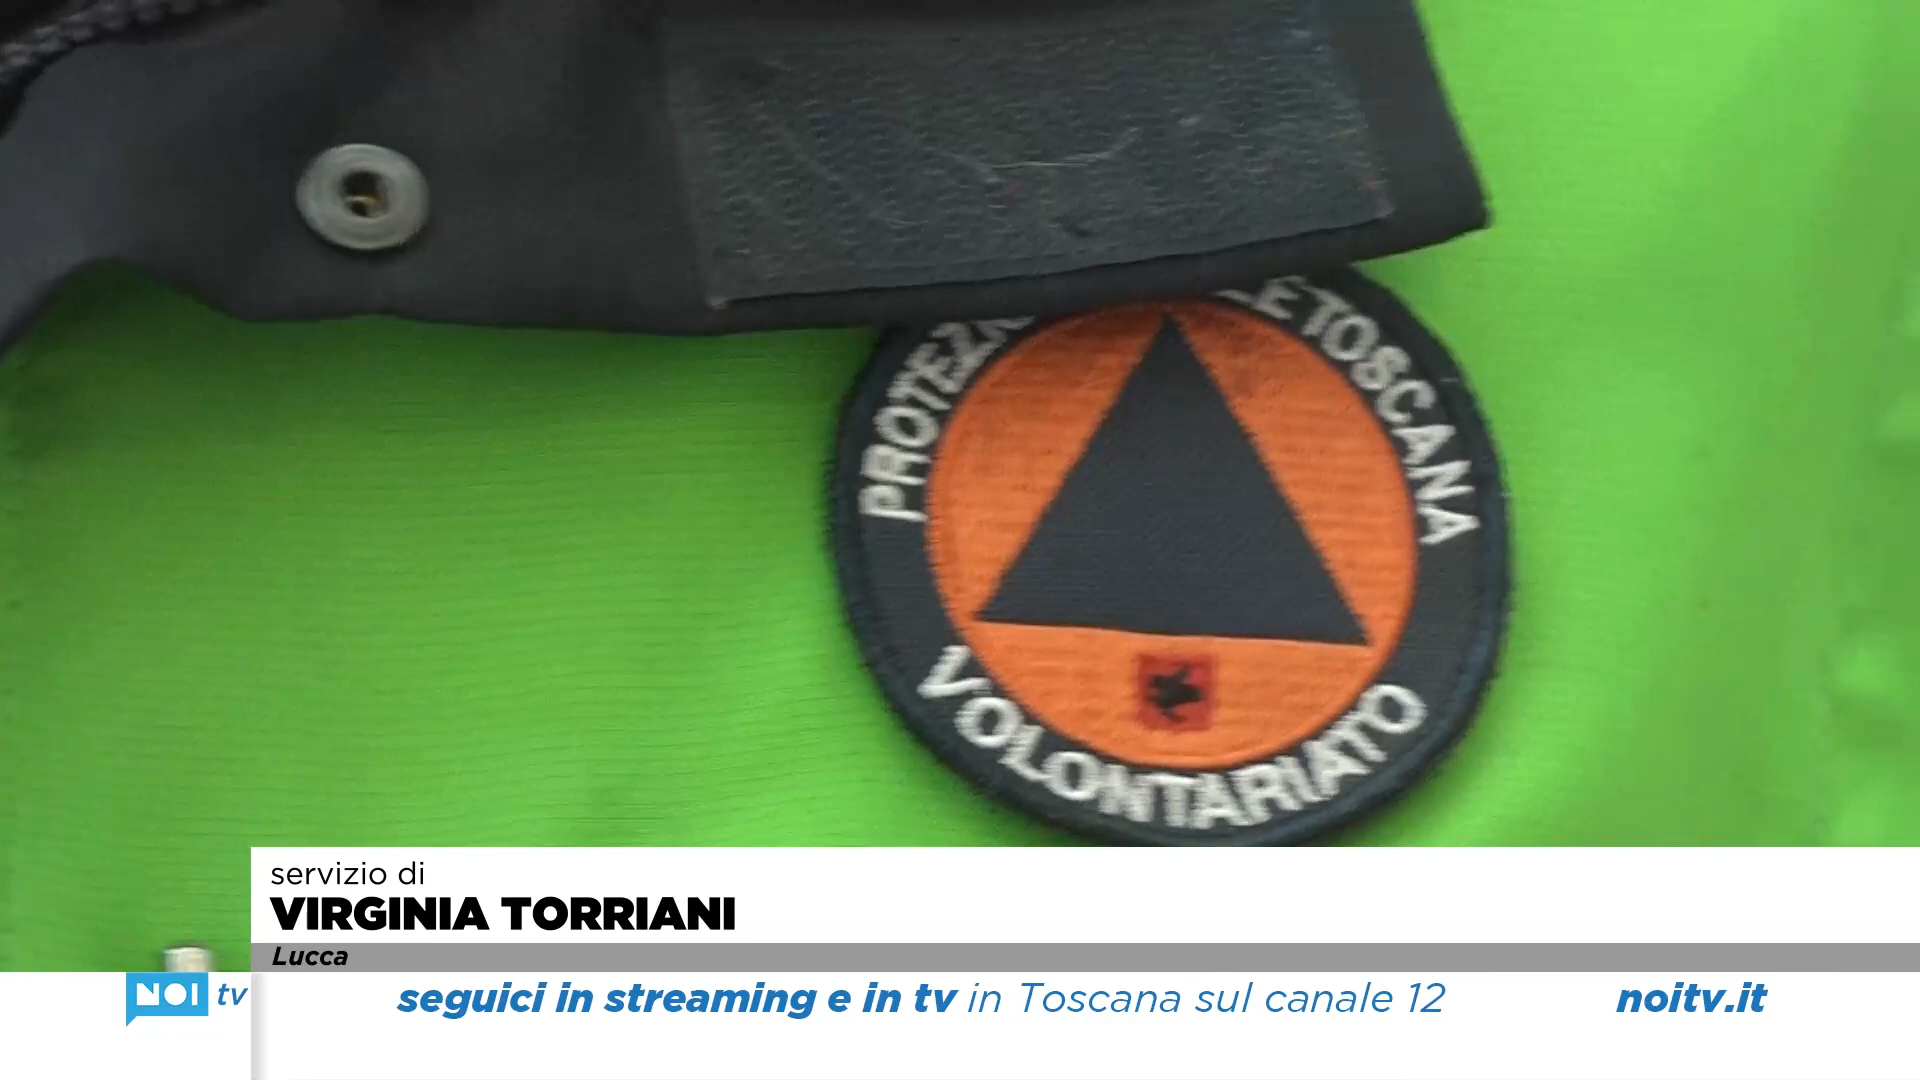 TOSCANA
VOLONTARIATO
servizio di
VIRGINIA TORRIANI
Lucca
NOI tv
seguici in streaming e in tv in Toscana sul canale 12
noitv.it